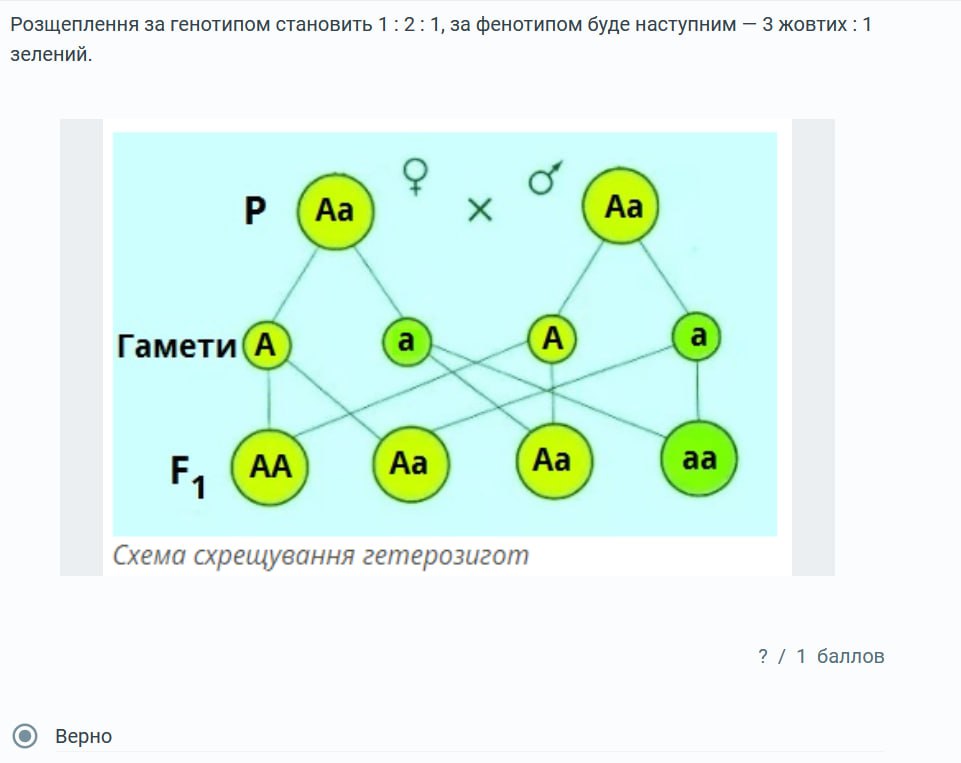 Розщеплення за генотипом становить 1 : 2 : 1, за фенотипом буде наступним — 3 жовтих : 1
зелений.
P Aa ♀ × ♂ Aa
Гамети A a A a
F₁ AA Aa Aa aa
Схема схрещування гетерозигот
? / 1 баллов
Верно